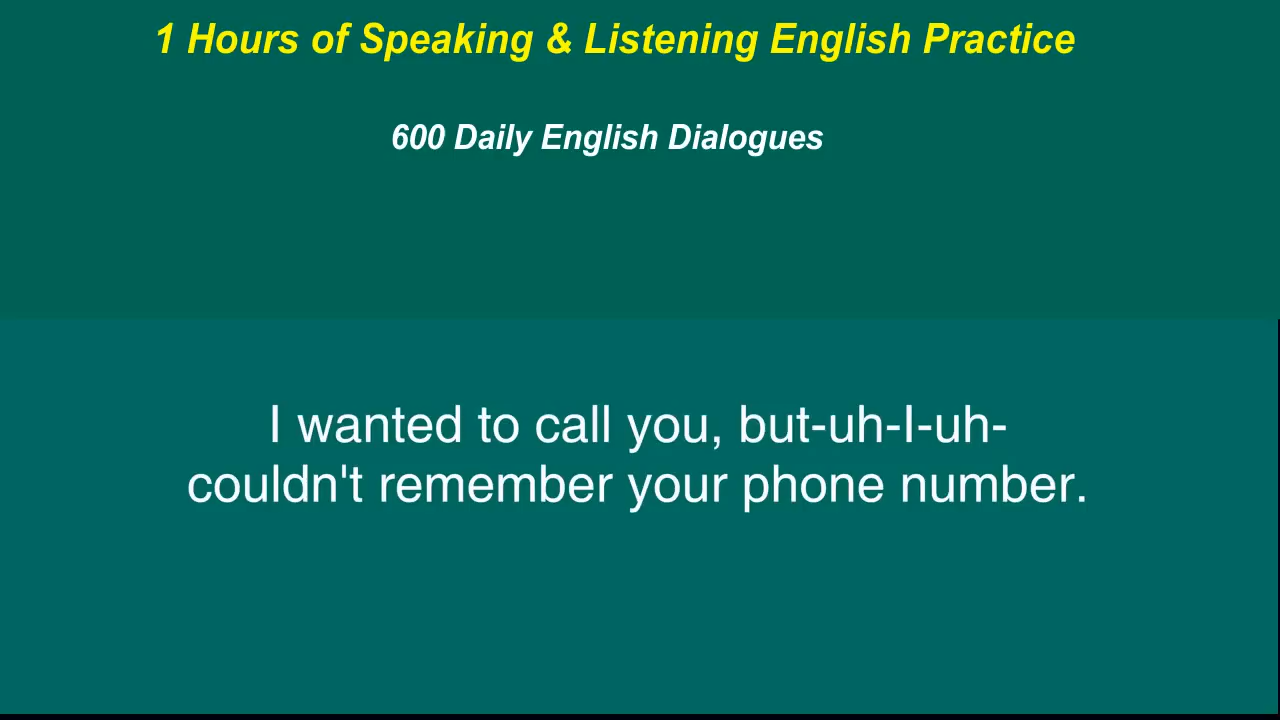 1 Hours of Speaking & Listening English Practice
600 Daily English Dialogues
I wanted to call you, but-uh-I-uh-
couldn't remember your phone number.